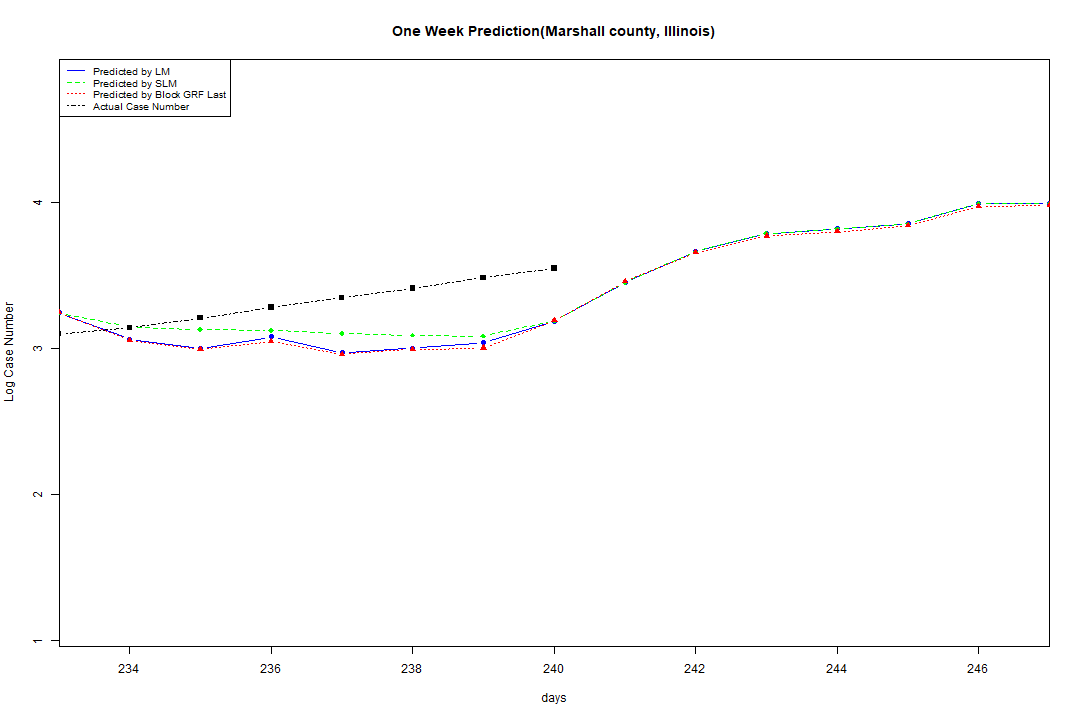 One Week Prediction(Marshall county, Illinois)
Predicted by LM
Predicted by SLM
Predicted by Block GRF Last
Actual Case Number
Log Case Number
4
3
2
1
234 236 238 240 242 244 246
days